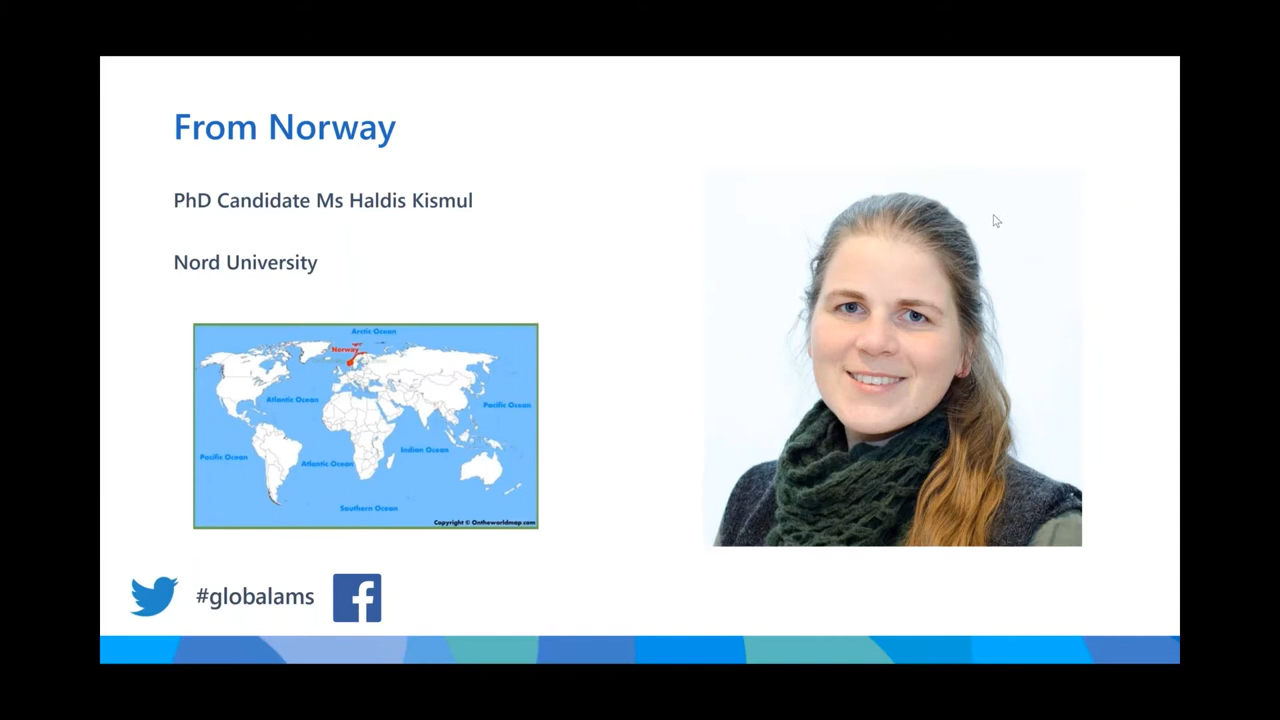 From Norway
PhD Candidate Ms Haldis Kismul
Nord University
Arctic Ocean
Norway
Atlantic Ocean
Pacific Ocean
Pacific Ocean
Atlantic Ocean
Indian Ocean
Southern Ocean
Copyright © Ontheworldmap.com
#globalams